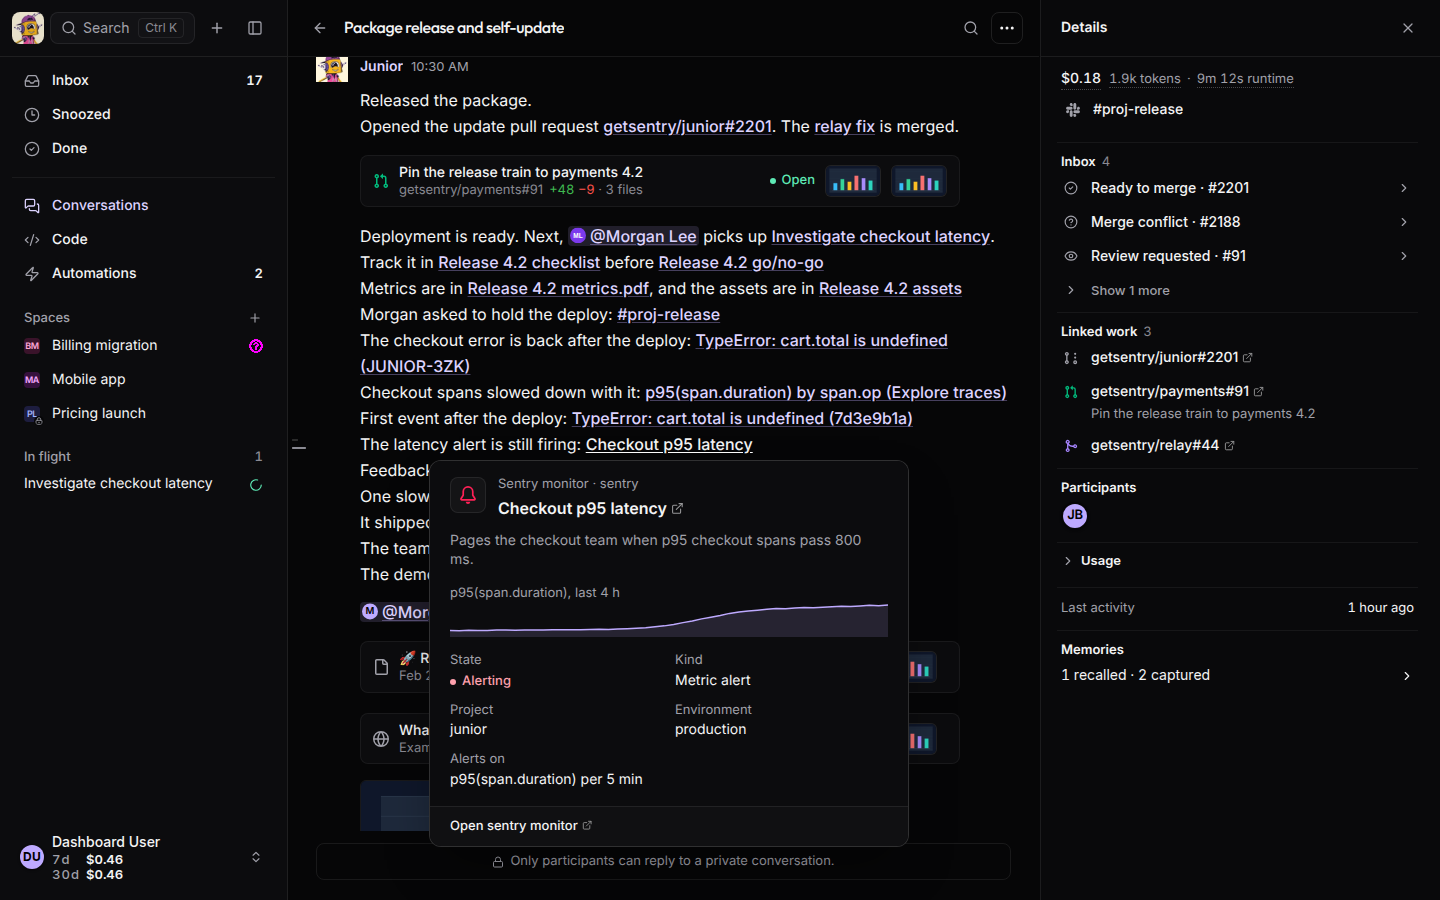 Search Ctrl K
Inbox 17
Snoozed
Done
Conversations
Code
Automations 2
Spaces
BM Billing migration
MA Mobile app
PL Pricing launch
In flight 1
Investigate checkout latency
DU Dashboard User
7d $0.46
30d $0.46
Package release and self-update
Junior 10:30 AM
Released the package.
Opened the update pull request getsentry/junior#2201. The relay fix is merged.
Pin the release train to payments 4.2
getsentry/payments#91 +48 −9 · 3 files
Open
Deployment is ready. Next, ML @Morgan Lee picks up Investigate checkout latency.
Track it in Release 4.2 checklist before Release 4.2 go/no-go
Metrics are in Release 4.2 metrics.pdf, and the assets are in Release 4.2 assets
Morgan asked to hold the deploy: #proj-release
The checkout error is back after the deploy: TypeError: cart.total is undefined
(JUNIOR-3ZK)
Checkout spans slowed down with it: p95(span.duration) by span.op (Explore traces)
First event after the deploy: TypeError: cart.total is undefined (7d3e9b1a)
The latency alert is still firing: Checkout p95 latency
Feedback
One slow
It shipped
The team
M
Feb
Sentry monitor · sentry
Checkout p95 latency
Pages the checkout team when p95 checkout spans pass 800
ms.
p95(span.duration), last 4 h
State
Alerting
Kind
Metric alert
Project
junior
Environment
production
Alerts on
p95(span.duration) per 5 min
Open sentry monitor
Only participants can reply to a private conversation.
Details
$0.18 1.9k tokens · 9m 12s runtime
#proj-release
Inbox 4
Ready to merge · #2201
Merge conflict · #2188
Review requested · #91
Show 1 more
Linked work 3
getsentry/junior#2201
getsentry/payments#91
Pin the release train to payments 4.2
getsentry/relay#44
Participants
JB
Usage
Last activity 1 hour ago
Memories
1 recalled · 2 captured